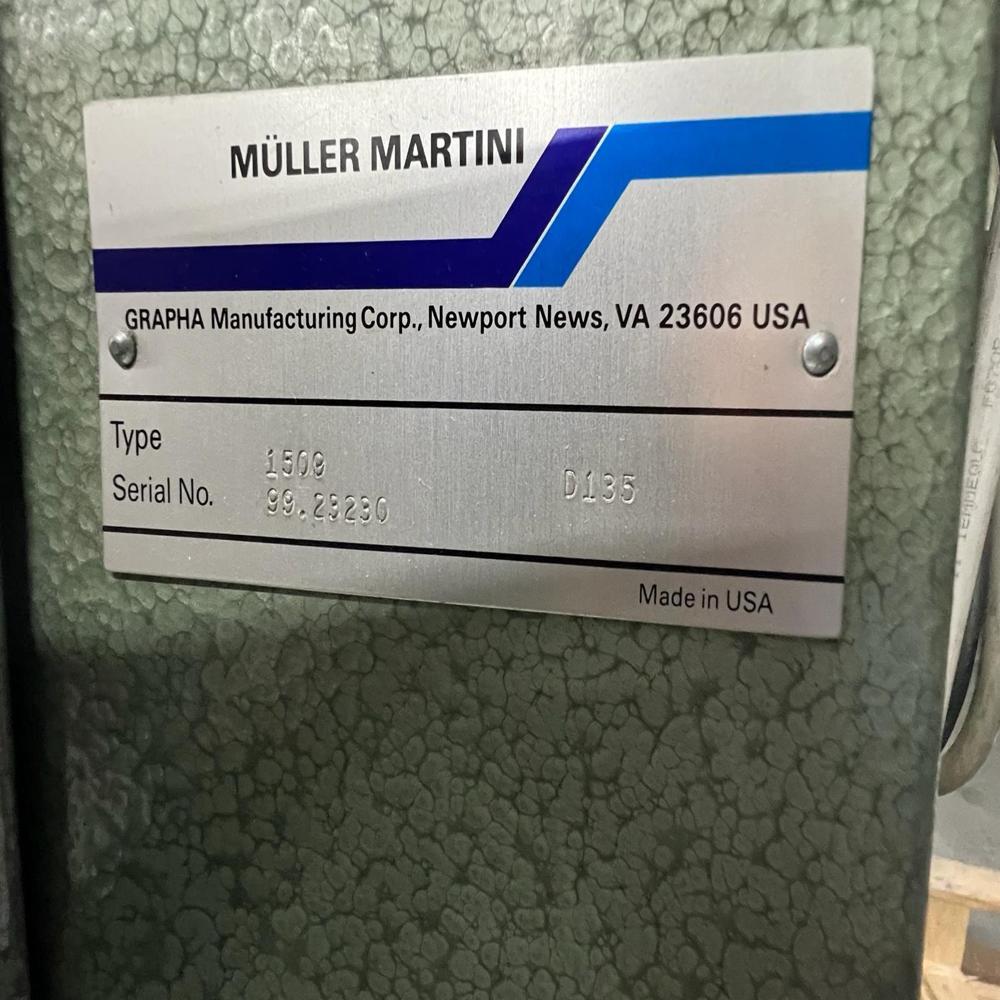 MÜLLER MARTINI
GRAPHA Manufacturing Corp., Newport News, VA 23606 USA
Type 1509
Serial No. 99.23230 D135
Made in USA